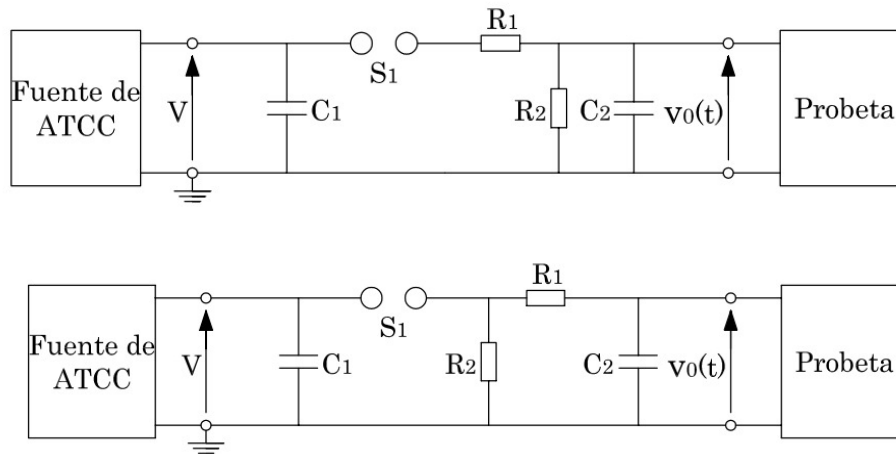 R1
S1
Fuente de
ATCC
V
C1
R2
C2
v0(t)
Probeta
R1
S1
Fuente de
ATCC
V
C1
R2
C2
v0(t)
Probeta